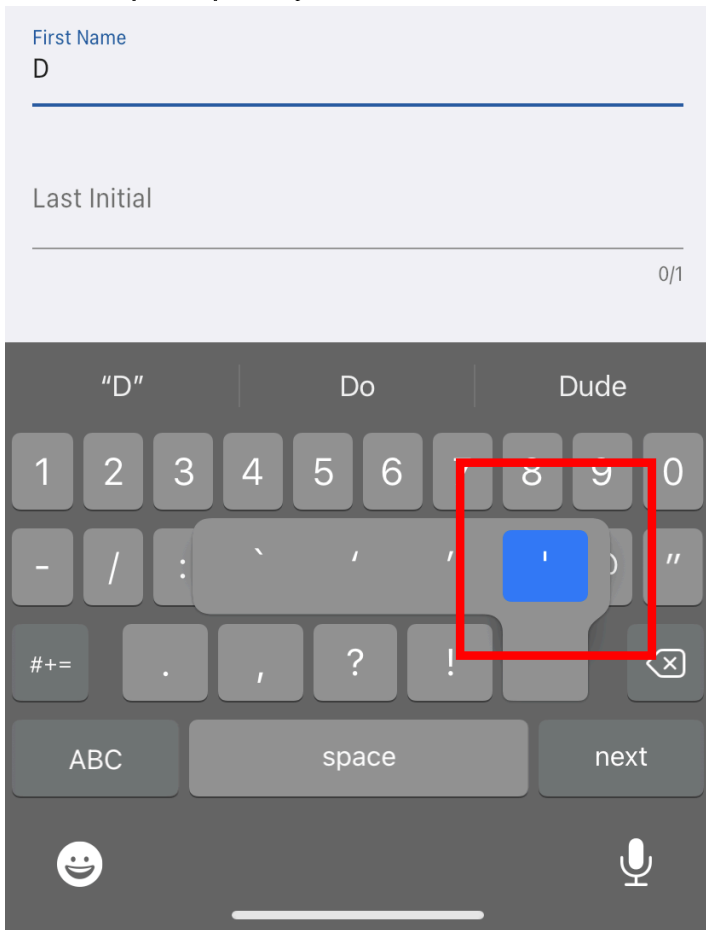 First Name
D
Last Initial
0/1
“D” Do Dude
1 2 3 4 5 6 7 8 9 0
- / : ` ‘ ’ ' "
#+= . , ? !
ABC space next